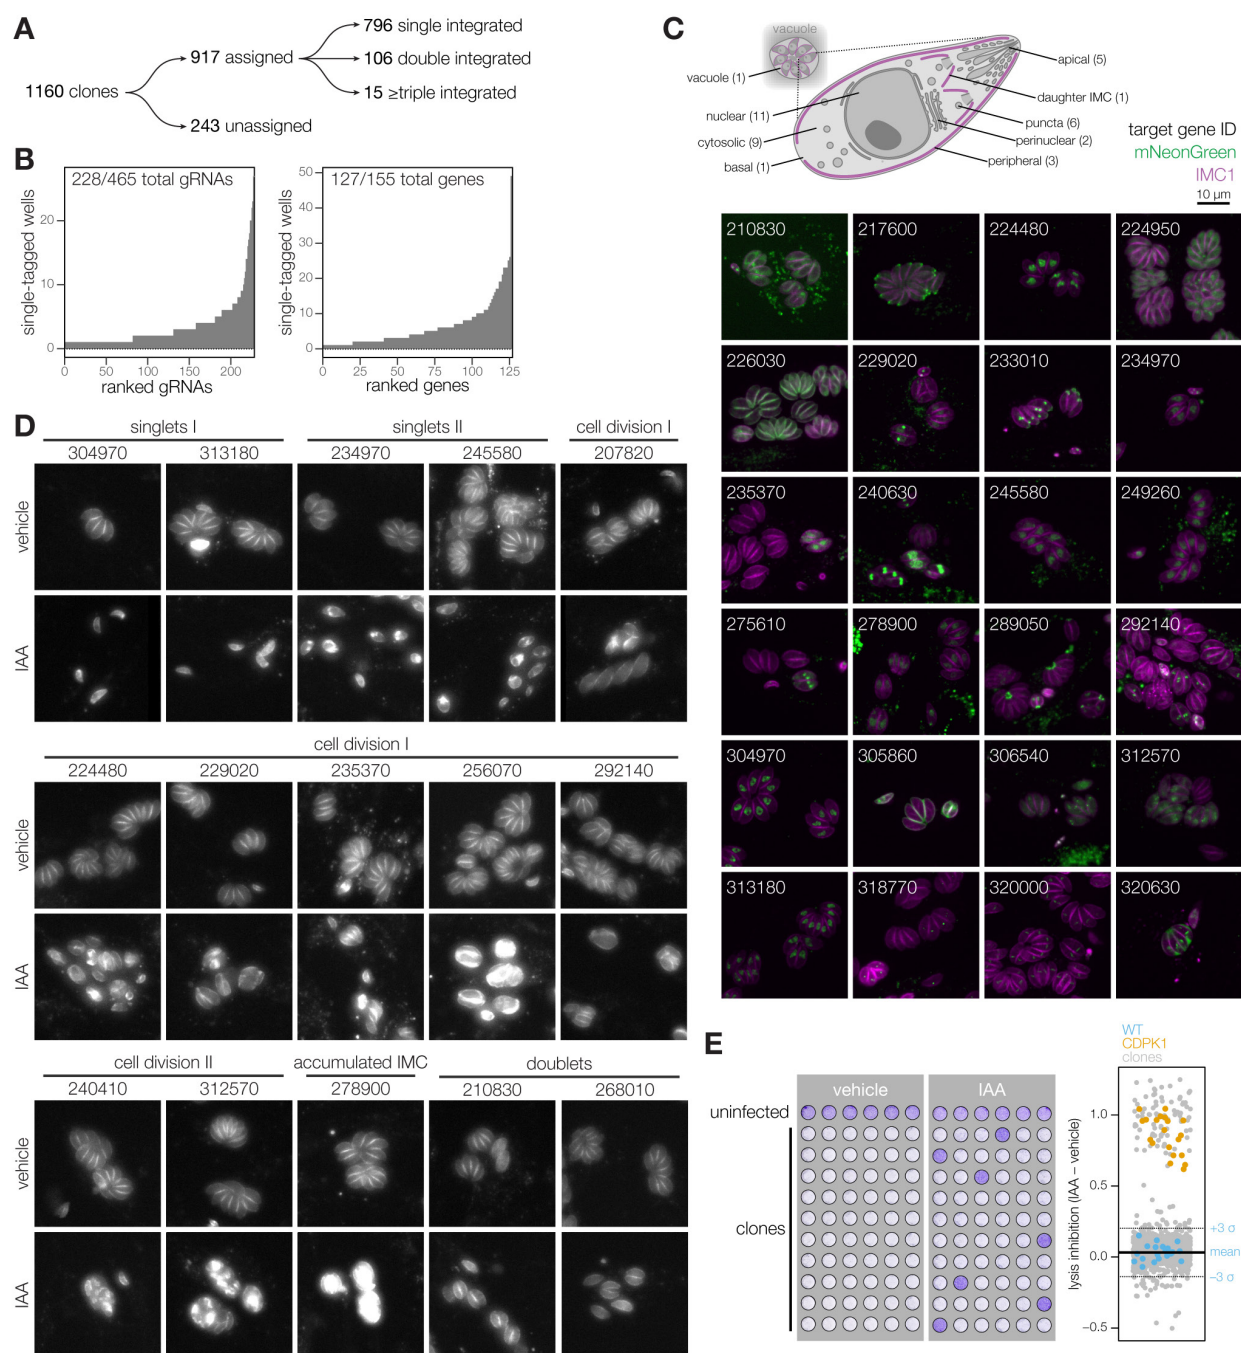 A
1160 clones
917 assigned
243 unassigned
796 single integrated
106 double integrated
15 ≥triple integrated
B
228/465 total gRNAs
single-tagged wells
20
10
0
0
50
100
150
200
ranked gRNAs
127/155 total genes
single-tagged wells
50
40
30
20
10
0
0
25
50
75
100
125
ranked genes
C
vacuole
vacuole (1)
nuclear (11)
cytosolic (9)
basal (1)
apical (5)
daughter IMC (1)
puncta (6)
perinuclear (2)
peripheral (3)
target gene ID
mNeonGreen
IMC1
10 µm
210830
217600
224480
224950
226030
229020
233010
234970
235370
240630
245580
249260
275610
278900
289050
292140
304970
305860
306540
312570
313180
318770
320000
320630
D
singlets I
singlets II
cell division I
304970
313180
234970
245580
207820
vehicle
IAA
cell division I
224480
229020
235370
256070
292140
vehicle
IAA
cell division II
accumulated IMC
doublets
240410
312570
278900
210830
268010
vehicle
IAA
E
vehicle
IAA
uninfected
clones
WT
CDPK1
clones
lysis inhibition (IAA – vehicle)
1.0
0.5
0.0
−0.5
+3 σ
mean
−3 σ